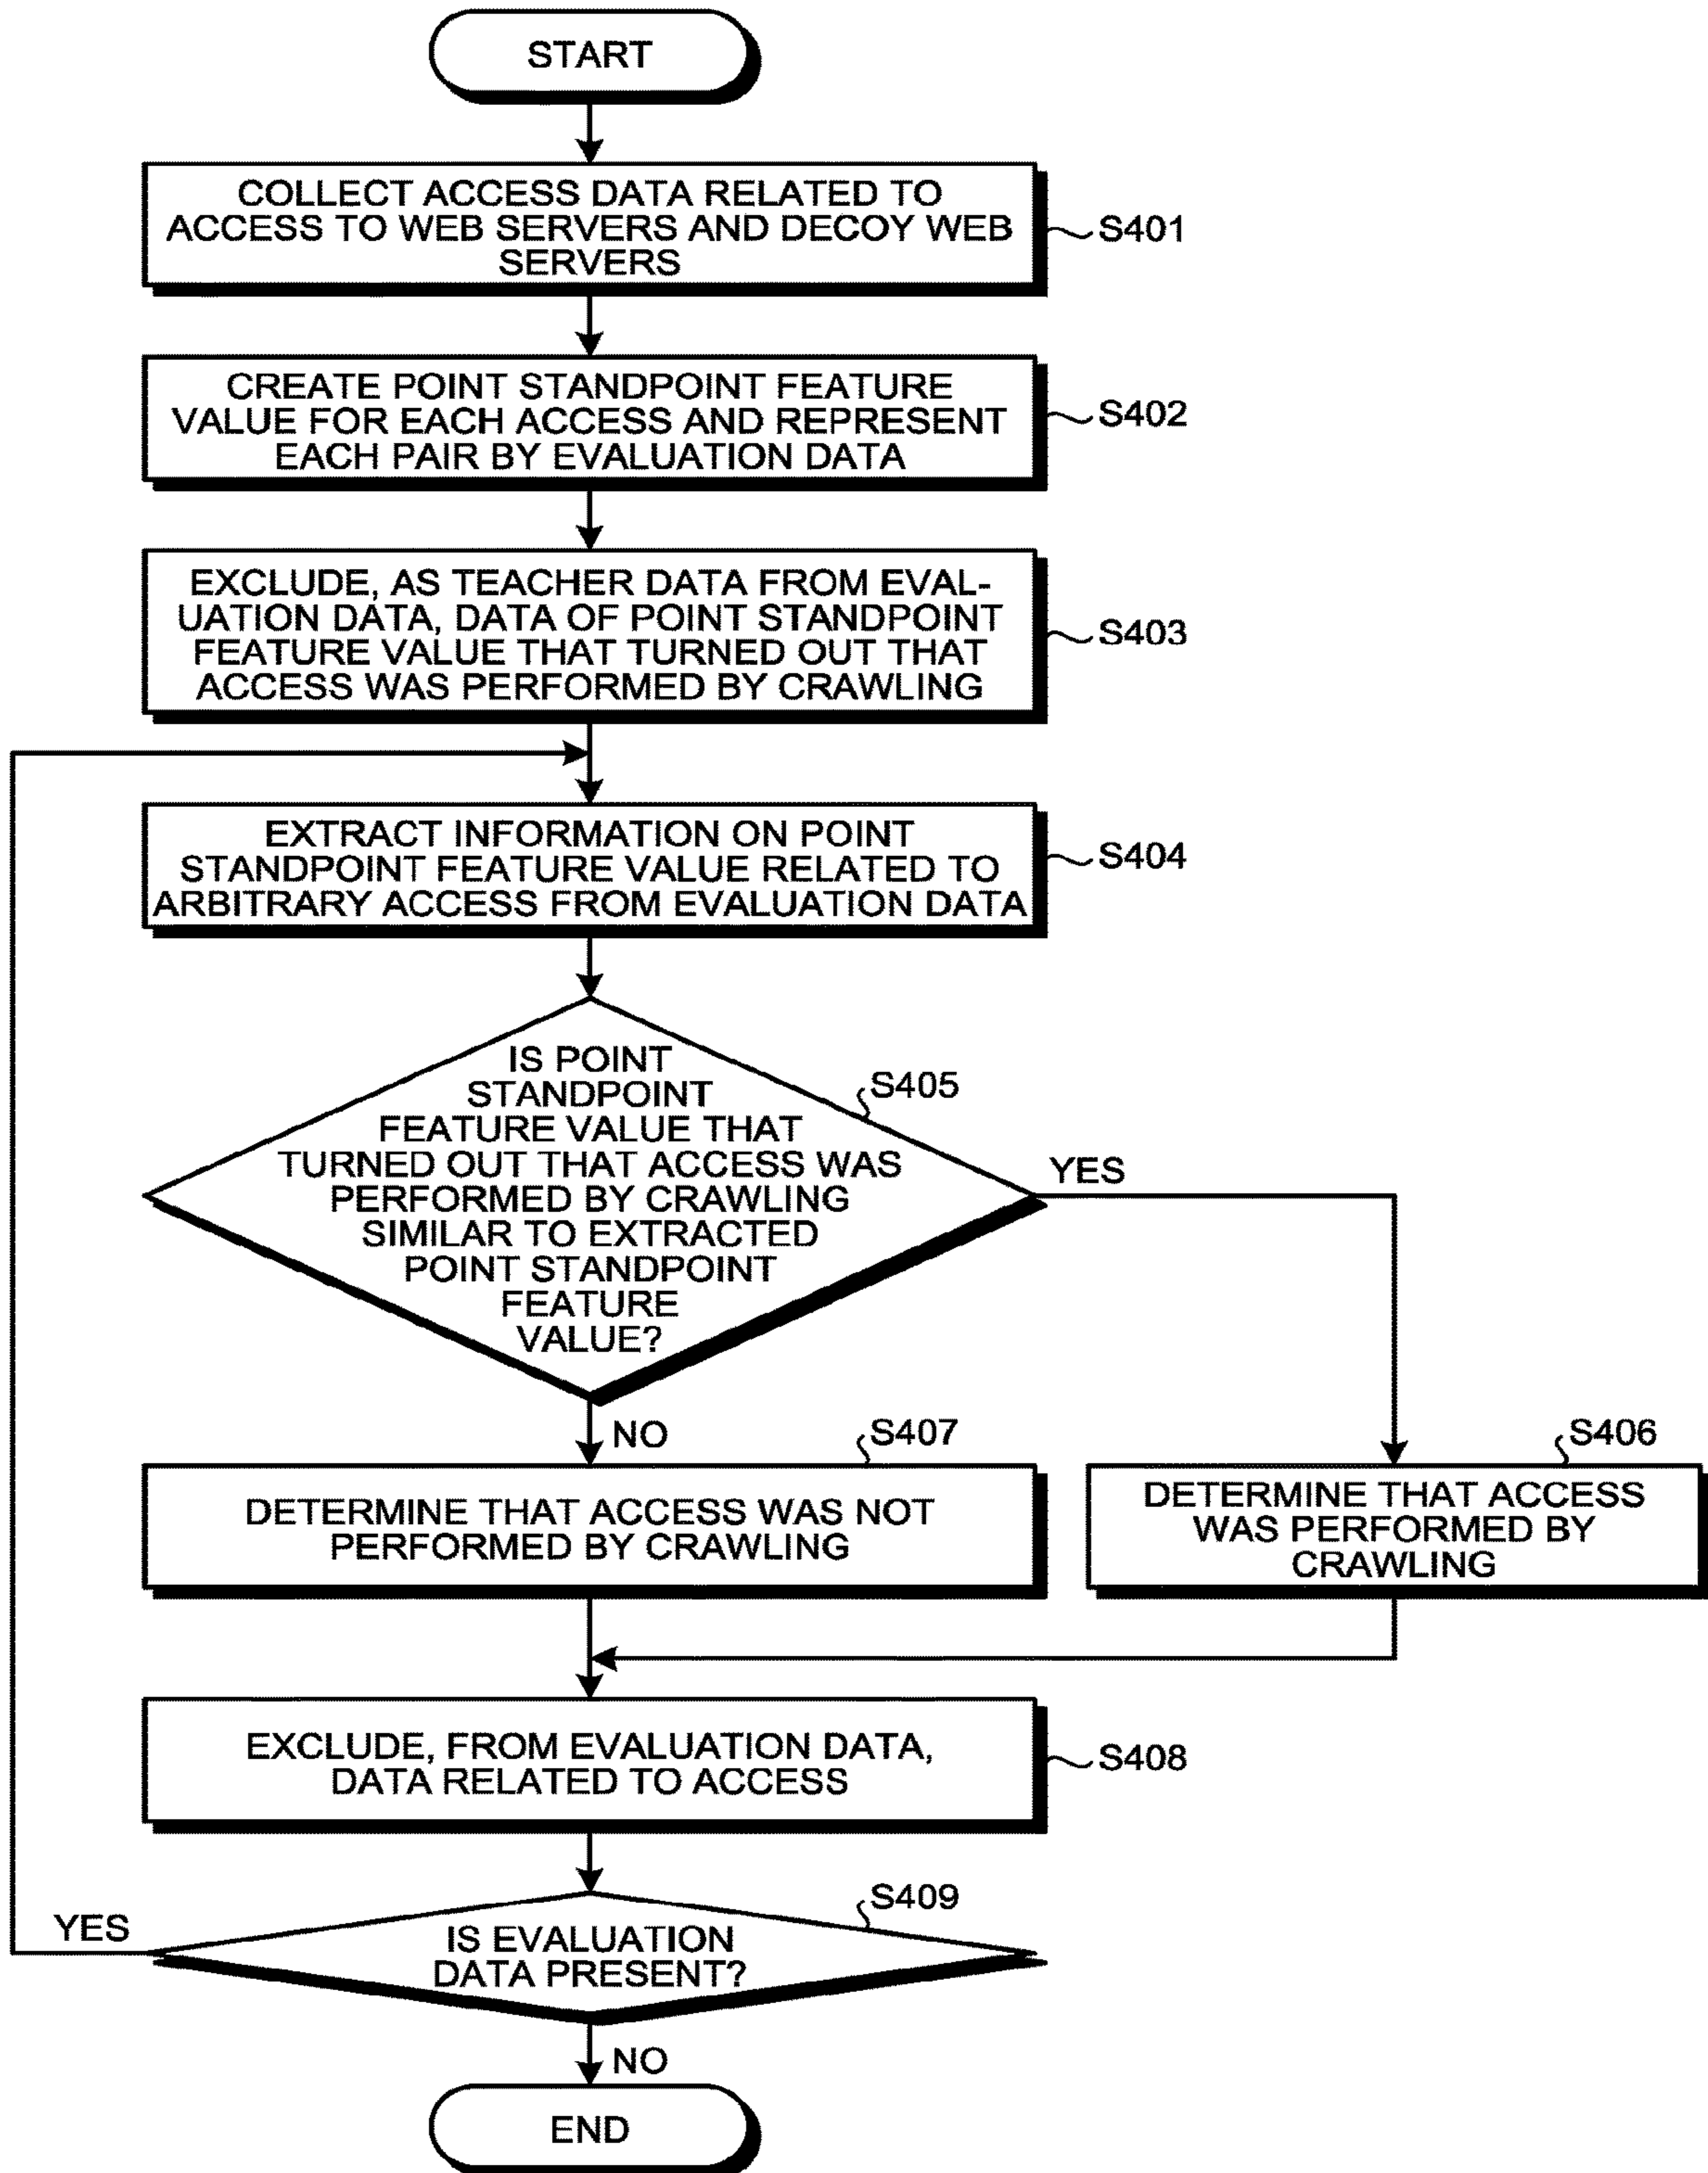 START
COLLECT ACCESS DATA RELATED TO
ACCESS TO WEB SERVERS AND DECOY WEB
SERVERS
S401
CREATE POINT STANDPOINT FEATURE
VALUE FOR EACH ACCESS AND REPRESENT
EACH PAIR BY EVALUATION DATA
S402
EXCLUDE, AS TEACHER DATA FROM EVAL-
UATION DATA, DATA OF POINT STANDPOINT
FEATURE VALUE THAT TURNED OUT THAT
ACCESS WAS PERFORMED BY CRAWLING
S403
EXTRACT INFORMATION ON POINT
STANDPOINT FEATURE VALUE RELATED TO
ARBITRARY ACCESS FROM EVALUATION DATA
S404
IS POINT
STANDPOINT
FEATURE VALUE THAT
TURNED OUT THAT ACCESS WAS
PERFORMED BY CRAWLING
SIMILAR TO EXTRACTED
POINT STANDPOINT
FEATURE
VALUE?
S405
YES
NO
S407
DETERMINE THAT ACCESS WAS NOT
PERFORMED BY CRAWLING
S406
DETERMINE THAT ACCESS
WAS PERFORMED BY
CRAWLING
EXCLUDE, FROM EVALUATION DATA,
DATA RELATED TO ACCESS
S408
S409
YES
IS EVALUATION
DATA PRESENT?
NO
END